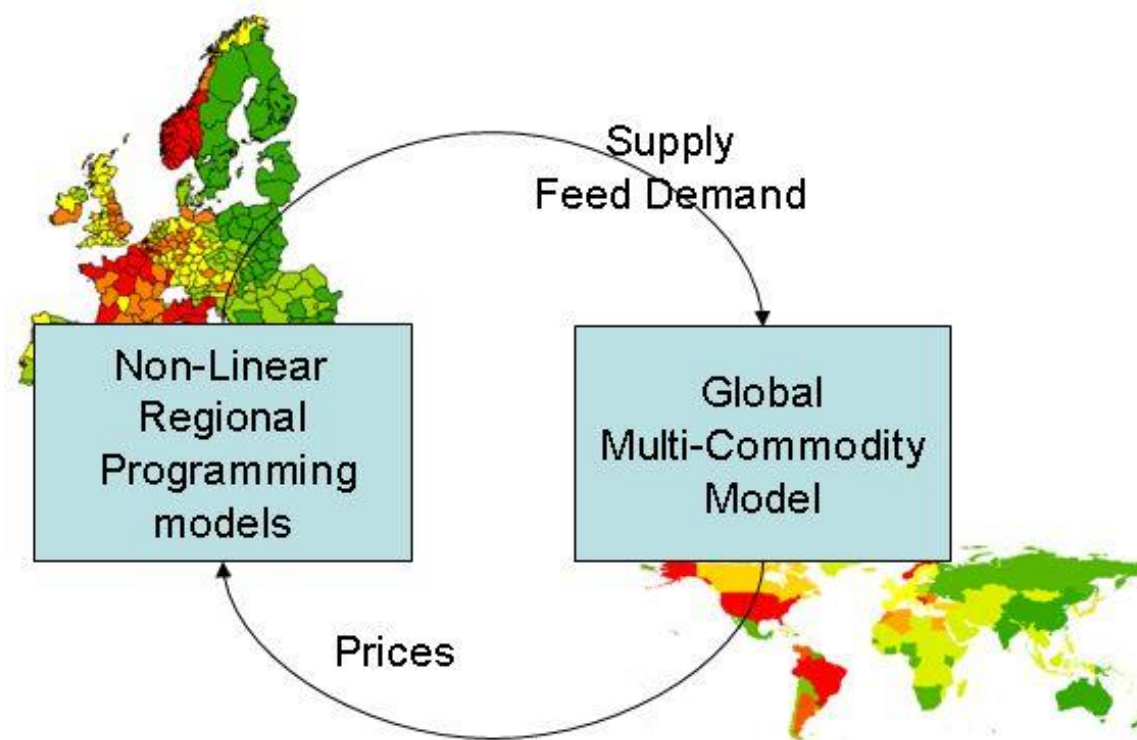 Supply
Feed Demand
Non-Linear
Regional
Programming
models
Global
Multi-Commodity
Model
Prices